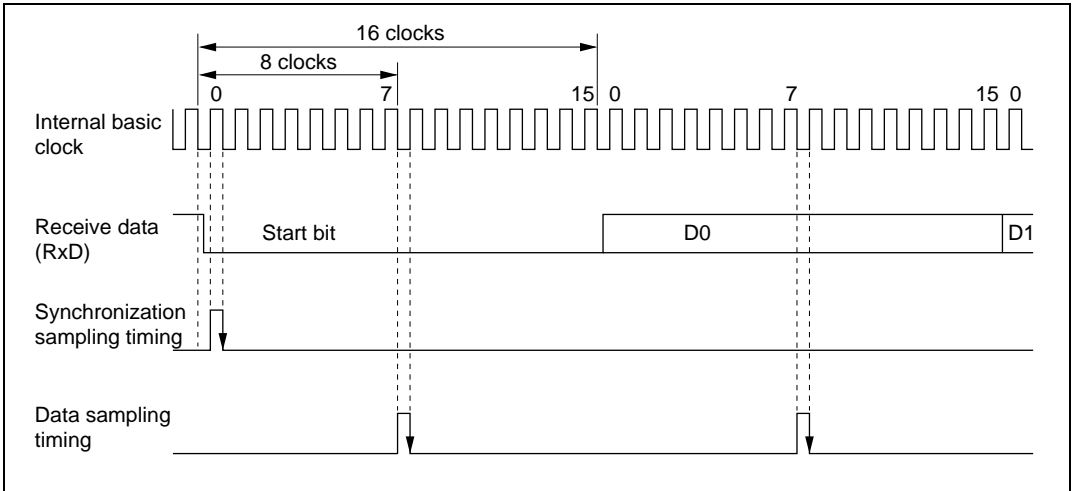 16 clocks
8 clocks
0 7 15 0 7 15 0
Internal basic
clock
Receive data
(RxD)
Start bit D0 D1
Synchronization
sampling timing
Data sampling
timing